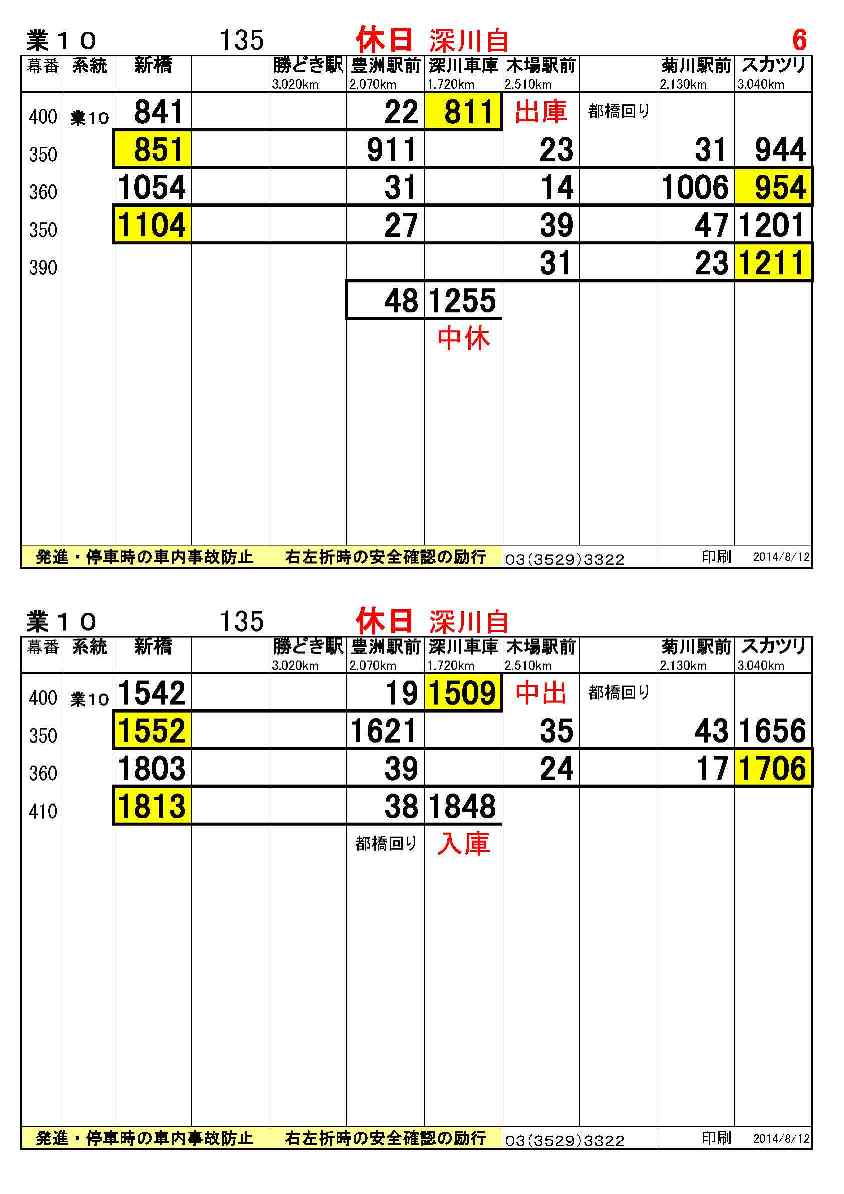 業１０ 135 休日 深川自 6
幕番 系統 新橋 勝どき駅 豊洲駅前 深川車庫 木場駅前 菊川駅前 スカツリ
3.020km 2.070km 1.720km 2.510km 2.130km 3.040km
400 業10 841 22 811 出庫 都橋回り
350 851 911 23 31 944
360 1054 31 14 1006 954
350 1104 27 39 47 1201
390 31 23 1211
48 1255
中休
発進・停車時の車内事故防止 右左折時の安全確認の励行 03(3529)3322 印刷 2014/8/12
業１０ 135 休日 深川自
幕番 系統 新橋 勝どき駅 豊洲駅前 深川車庫 木場駅前 菊川駅前 スカツリ
3.020km 2.070km 1.720km 2.510km 2.130km 3.040km
400 業10 1542 19 1509 中出 都橋回り
350 1552 1621 35 43 1656
360 1803 39 24 17 1706
410 1813 38 1848
都橋回り 入庫
発進・停車時の車内事故防止 右左折時の安全確認の励行 03(3529)3322 印刷 2014/8/12